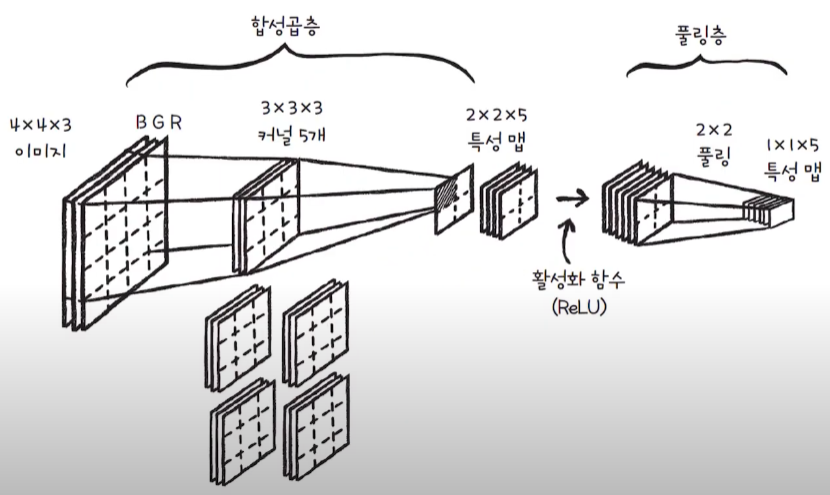 합성곱층
풀링층
4×4×3
이미지
B G R
3×3×3
커널 5개
2×2×5
특성 맵
2×2
풀링
1×1×5
특성 맵
활성화 함수
(ReLU)